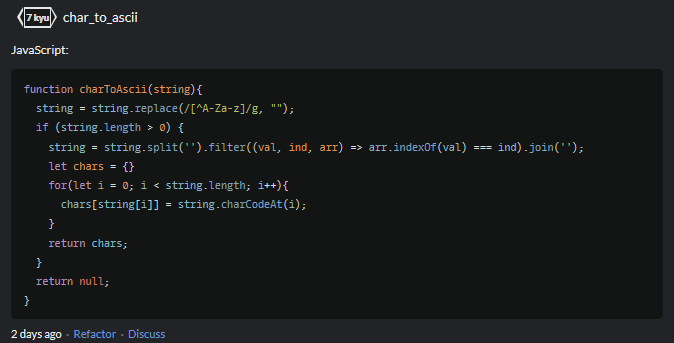 7 kyu char_to_ascii
JavaScript:
function charToAscii(string){
  string = string.replace(/[^A-Za-z]/g, "");
  if (string.length > 0) {
    string = string.split('').filter((val, ind, arr) => arr.indexOf(val) === ind).join('');
    let chars = {}
    for(let i = 0; i < string.length; i++){
      chars[string[i]] = string.charCodeAt(i);
    }
    return chars;
  }
  return null;
}
2 days ago - Refactor - Discuss